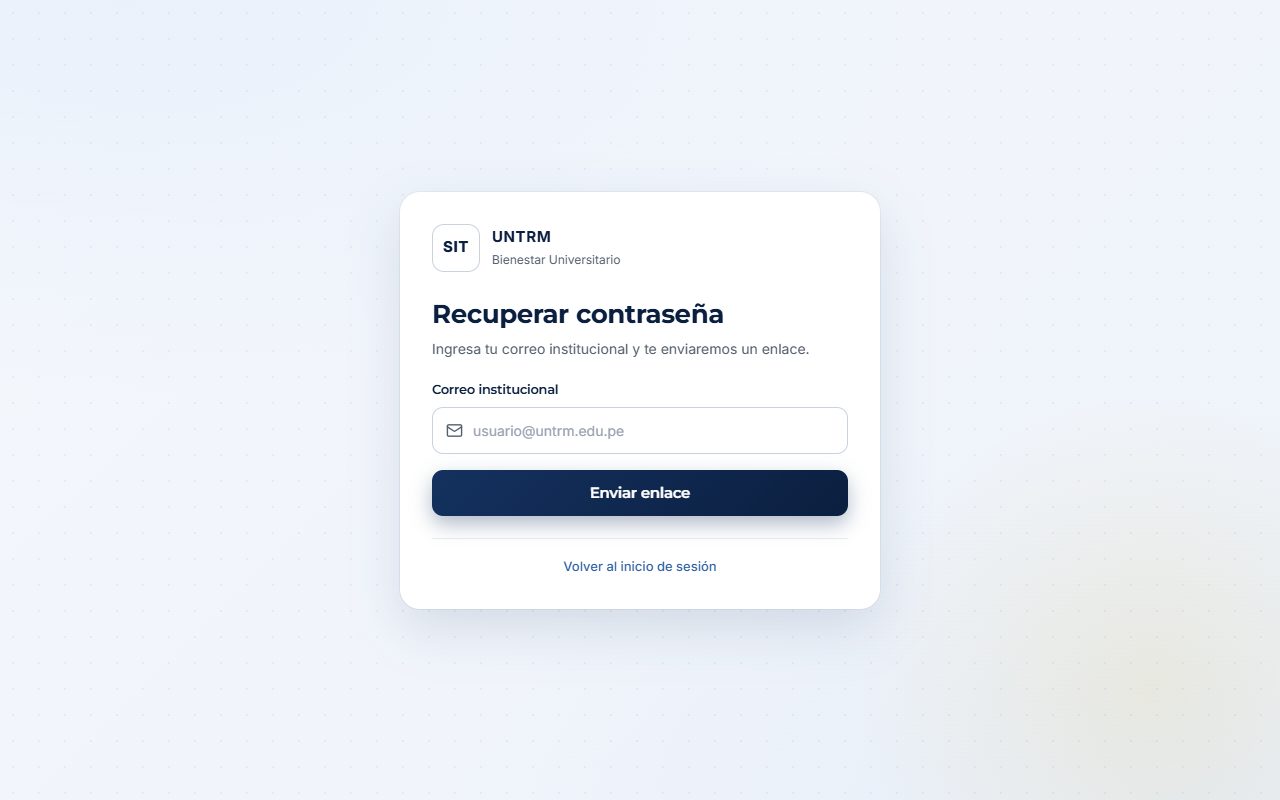 SIT
UNTRM
Bienestar Universitario
Recuperar contraseña
Ingresa tu correo institucional y te enviaremos un enlace.
Correo institucional
usuario@untrm.edu.pe
Enviar enlace
Volver al inicio de sesión